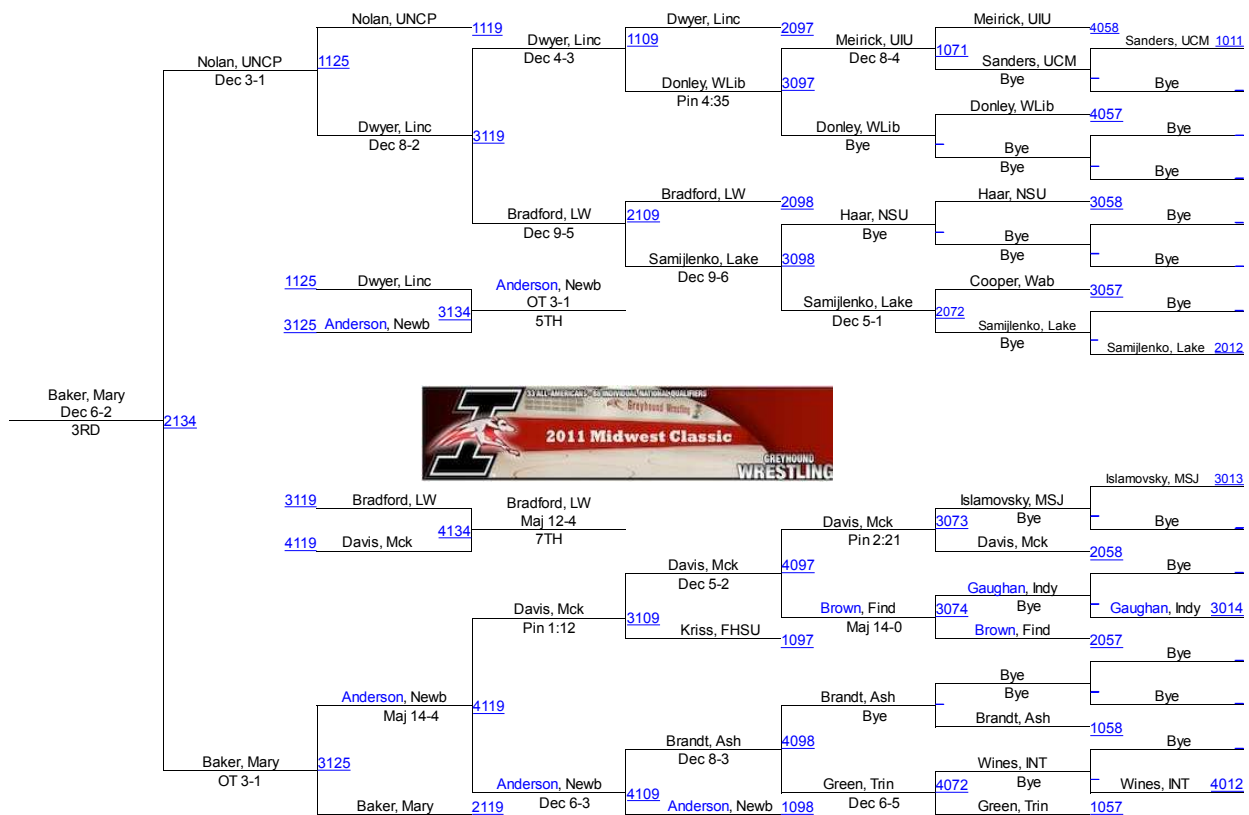 Nolan, UNCP
1119
Dwyer, Linc
2097
Meirick, UIU
4058
Sanders, UCM 1011
Dwyer, Linc
Dec 4-3
1109
Meirick, UIU
Dec 8-4
1071
Sanders, UCM
Bye
Nolan, UNCP
Dec 3-1
1125
Donley, WLib
Pin 4:35
3097
Bye
Donley, WLib
4057
Dwyer, Linc
Dec 8-2
3119
Donley, WLib
Bye
Bye
Bye
Bye
Bye
Bradford, LW
2098
Haar, NSU
3058
Bradford, LW
Dec 9-5
2109
Haar, NSU
Bye
Bye
Bye
Bye
Samijlenko, Lake
Dec 9-6
3098
Bye
1125
Dwyer, Linc
Anderson, Newb
OT 3-1
5TH
Cooper, Wab
3057
3125
Anderson, Newb
3134
Samijlenko, Lake
Dec 5-1
2072
Bye
Samijlenko, Lake
Bye
Samijlenko, Lake 2012
Baker, Mary
Dec 6-2
3RD
2134
33 ALL-AMERICANS - 68 INDIVIDUAL NATIONAL QUALIFIERS
Greyhound Wrestling
2011 Midwest Classic
GREYHOUND
WRESTLING
Islamovsky, MSJ 3013
3119
Bradford, LW
Bradford, LW
Maj 12-4
7TH
Islamovsky, MSJ
Bye
4119
Davis, Mck
4134
Davis, Mck
Pin 2:21
3073
Bye
Davis, Mck
2058
Davis, Mck
Dec 5-2
4097
Bye
Gaughan, Indy
Bye
Davis, Mck
Pin 1:12
3109
Brown, Find
Maj 14-0
3074
Gaughan, Indy 3014
Kriss, FHSU
1097
Brown, Find
2057
Bye
Anderson, Newb
Maj 14-4
4119
Brandt, Ash
Bye
Bye
Bye
Bye
Brandt, Ash
1058
Brandt, Ash
Dec 8-3
4098
Bye
Baker, Mary
OT 3-1
3125
Wines, INT
Bye
Anderson, Newb
Dec 6-3
4109
Green, Trin
Dec 6-5
4072
Wines, INT 4012
Baker, Mary
2119
Anderson, Newb
1098
Green, Trin
1057